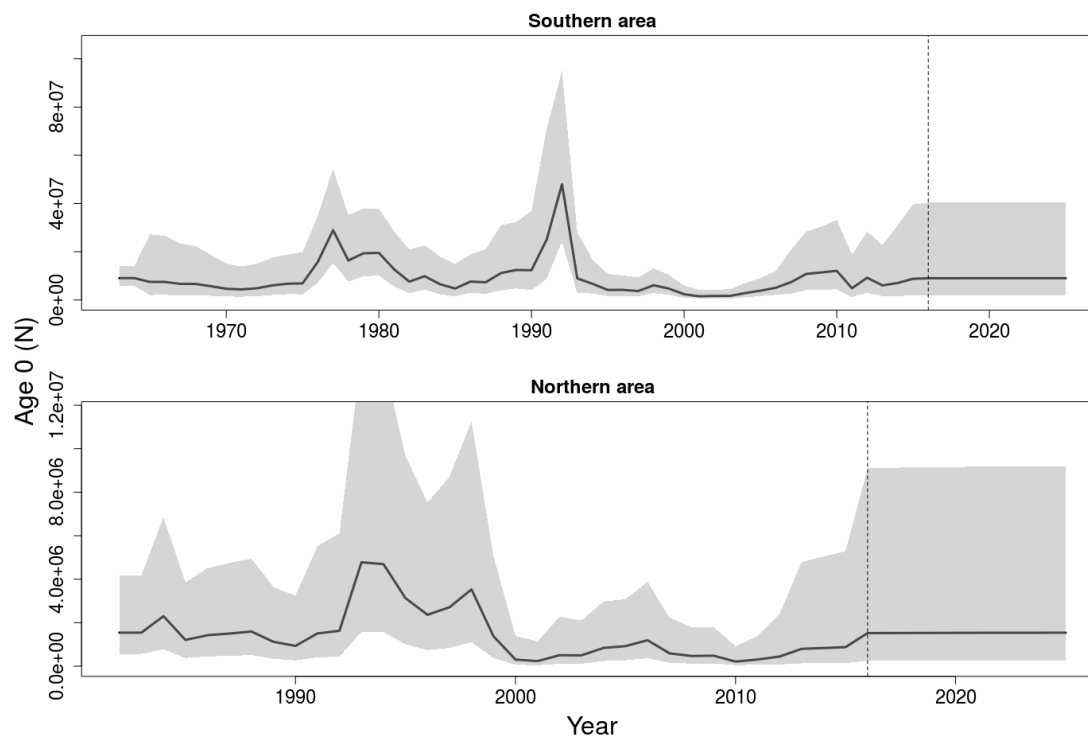 Southern area
8e+07
4e+07
0e+00
1970 1980 1990 2000 2010 2020
Age 0 (N)
Northern area
1.2e+07
8.0e+06
4.0e+06
0.0e+00
1990 2000 2010 2020
Year